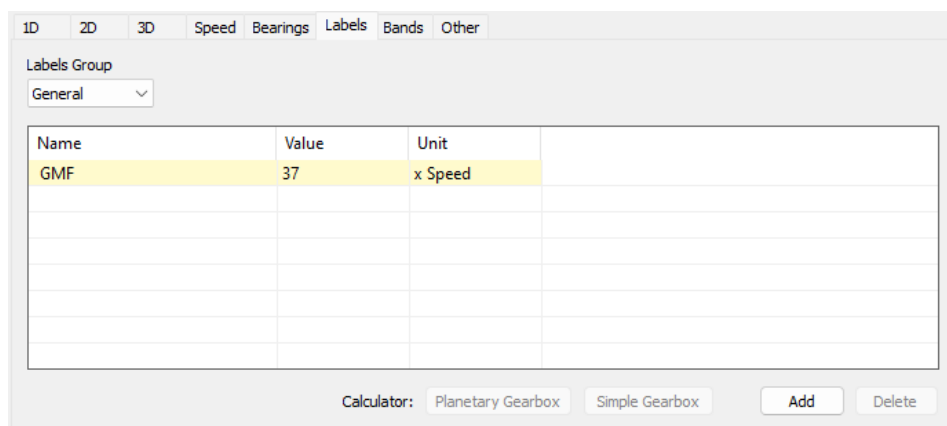 1D 2D 3D Speed Bearings Labels Bands Other
Labels Group
General
Name Value Unit
GMF 37 x Speed
Calculator: Planetary Gearbox Simple Gearbox Add Delete